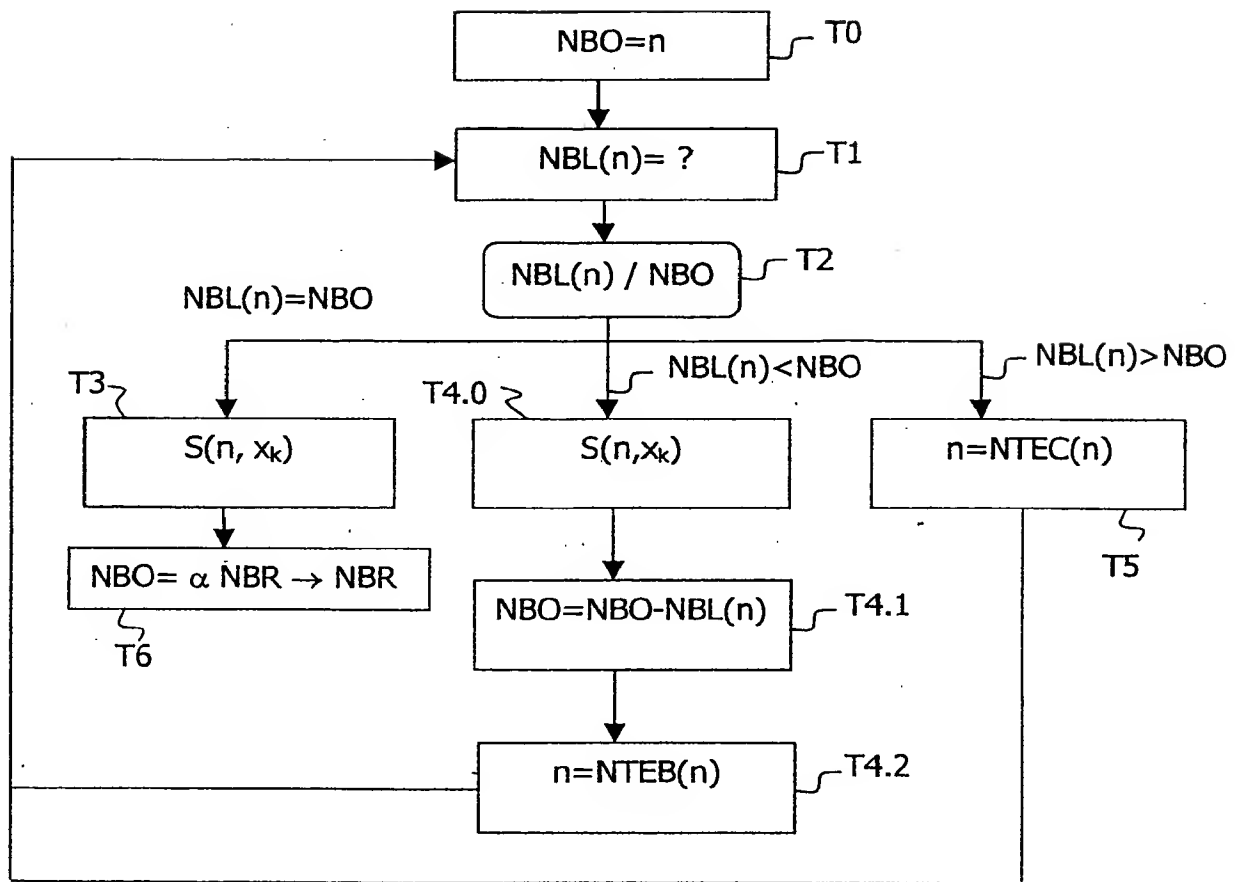 NBO=n
T0
NBL(n)= ?
T1
NBL(n) / NBO
T2
NBL(n)=NBO
NBL(n)<NBO
NBL(n)>NBO
T3
T4.0
S(n, xk)
S(n,xk)
n=NTEC(n)
T5
NBO= α NBR → NBR
T6
NBO=NBO-NBL(n)
T4.1
n=NTEB(n)
T4.2